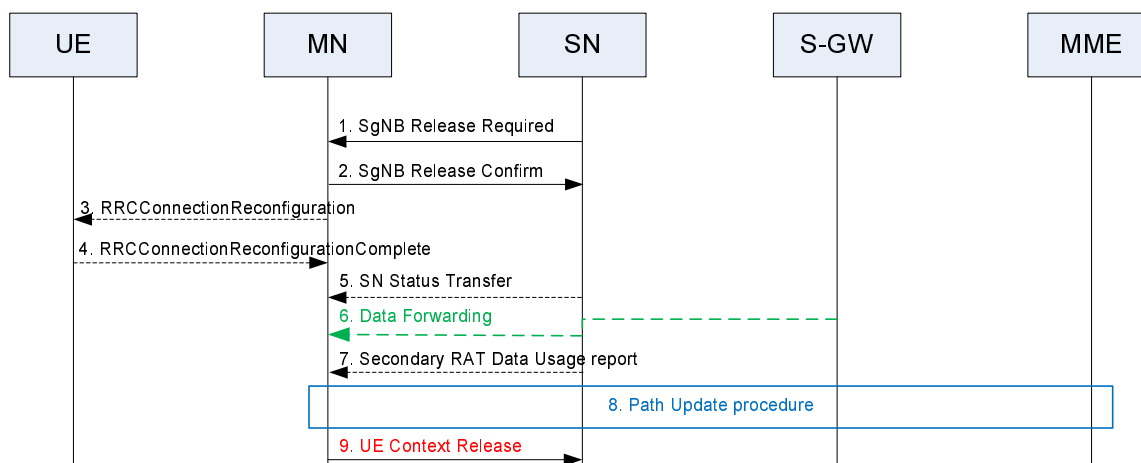 UE
MN
SN
S-GW
MME
1. SgNB Release Required
2. SgNB Release Confirm
3. RRCConnectionReconfiguration
4. RRCConnectionReconfigurationComplete
5. SN Status Transfer
6. Data Forwarding
7. Secondary RAT Data Usage report
8. Path Update procedure
9. UE Context Release